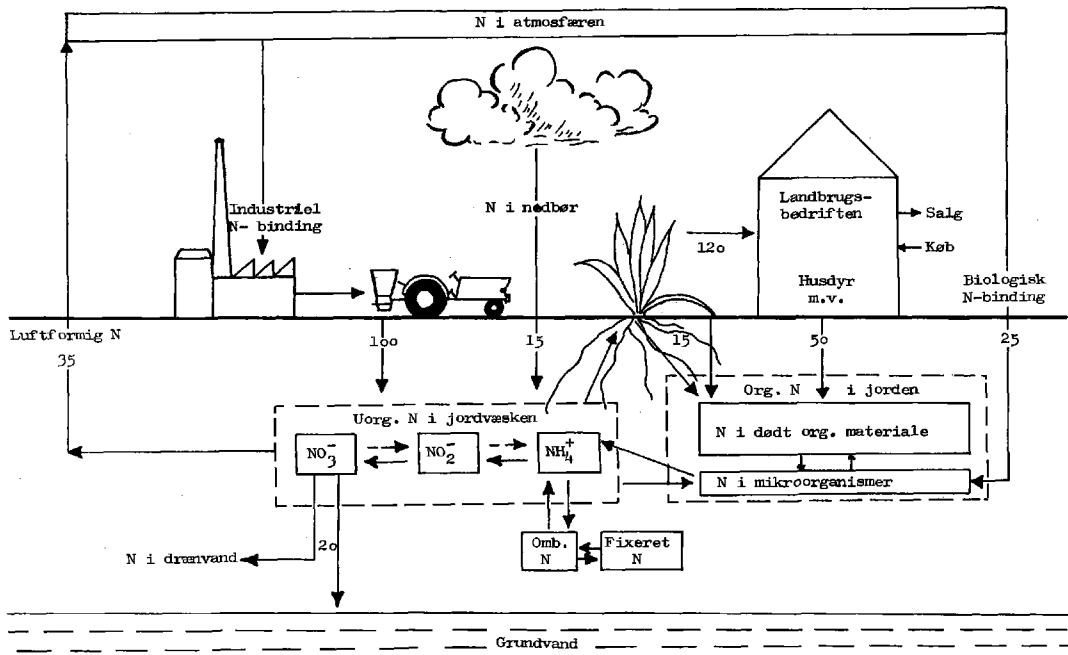 N i atmosfæren
Industriel
N- binding
N i nedbør
Landbrugs-
bedriften
Salg
Køb
12o
Husdyr
m.v.
Biologisk
N-binding
Luftformig N
35
1oo
15
15
5o
25
Org. N i jorden
Uorg. N i jordvæsken
N i dødt org. materiale
NO₃⁻
NO₂⁻
NH₄⁺
N i mikroorganismer
2o
N i drænvand
Omb.
N
Fixeret
N
Grundvand